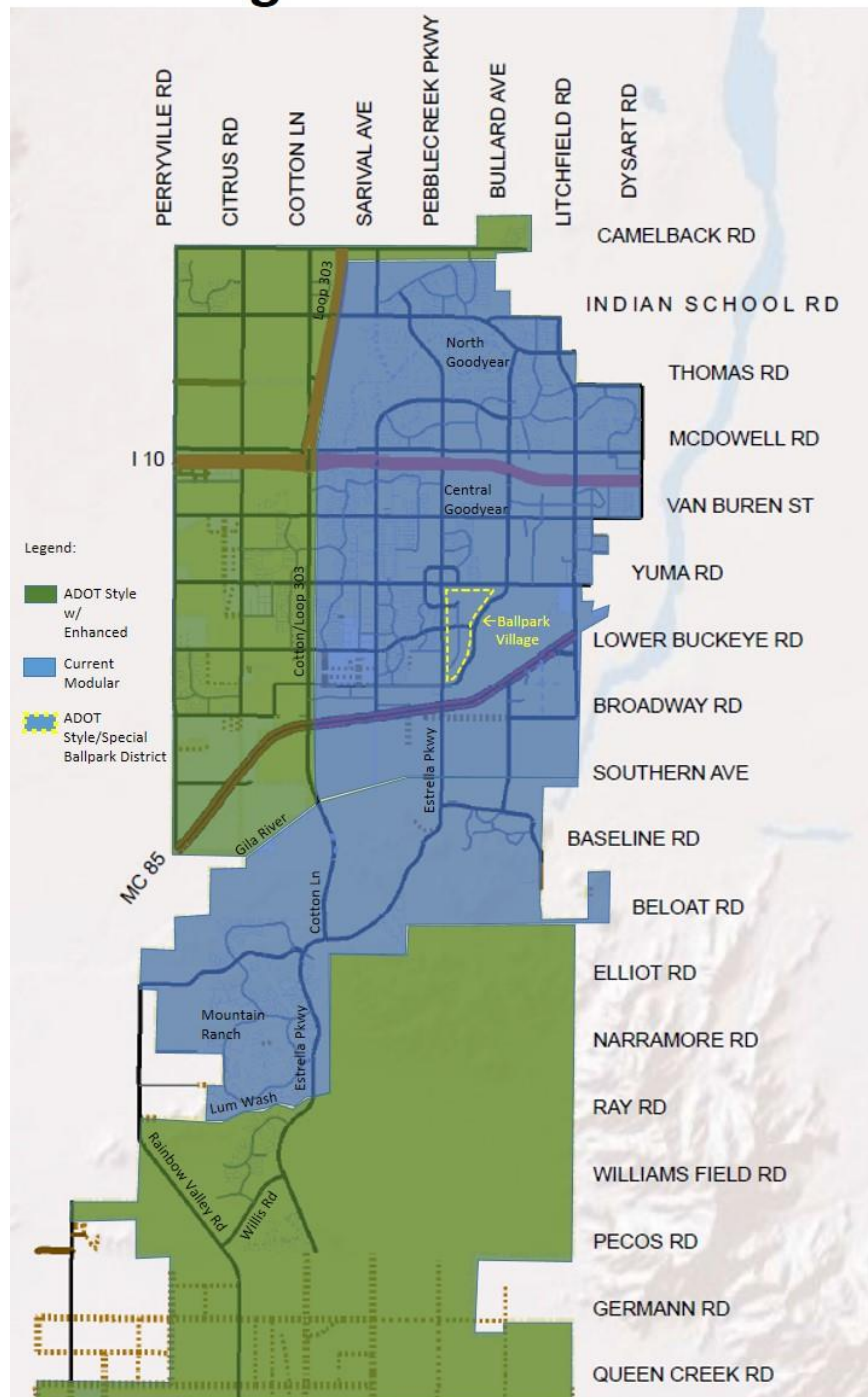 g
PERRYVILLE RD
CITRUS RD
COTTON LN
SARIVAL AVE
PEBBLECREEK PKWY
BULLARD AVE
LITCHFIELD RD
DYSART RD
CAMELBACK RD
Loop 303
INDIAN SCHOOL RD
North
Goodyear
THOMAS RD
MCDOWELL RD
I 10
Central
Goodyear
VAN BUREN ST
Legend:
ADOT Style
w/
Enhanced
Current
Modular
ADOT
Style/Special
Ballpark District
YUMA RD
Cotton/Loop 303
←Ballpark
Village
LOWER BUCKEYE RD
BROADWAY RD
Estrella Pkwy
SOUTHERN AVE
Gila River
BASELINE RD
MC 85
Cotton Ln
BELOAT RD
ELLIOT RD
Mountain
Ranch
Estrella Pkwy
NARRAMORE RD
Lum Wash
RAY RD
Rainbow Valley Rd
Willis Rd
WILLIAMS FIELD RD
PECOS RD
GERMANN RD
QUEEN CREEK RD